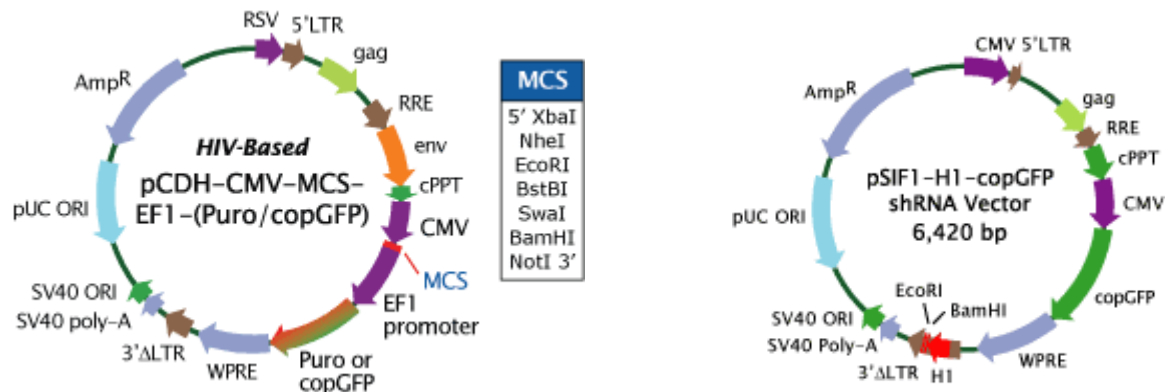 RSV
5'LTR
gag
RRE
env
cPPT
CMV
MCS
EF1
promoter
Puro or
copGFP
WPRE
3'ΔLTR
SV40 poly-A
SV40 ORI
pUC ORI
AmpR
HIV-Based
pCDH-CMV-MCS-
EF1-(Puro/copGFP)
MCS
5' XbaI
NheI
EcoRI
BstBI
SwaI
BamHI
NotI 3'
CMV 5'LTR
gag
RRE
cPPT
CMV
copGFP
WPRE
H1
3'ΔLTR
BamHI
EcoRI
SV40 Poly-A
SV40 ORI
pUC ORI
AmpR
pSIF1-H1-copGFP
shRNA Vector
6,420 bp